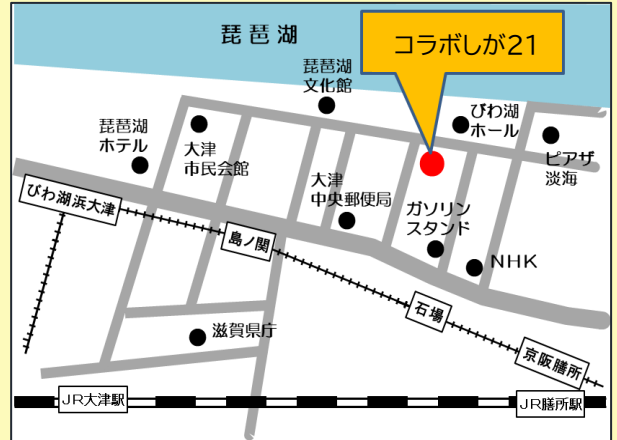 琵琶湖
コラボしが21
琵琶湖
文化館
びわ湖
ホール
琵琶湖
ホテル
大津
市民会館
ピアザ
淡海
大津
中央郵便局
ガソリン
スタンド
びわ湖浜大津
島ノ関
NHK
石場
滋賀県庁
京阪膳所
JR大津駅
JR膳所駅